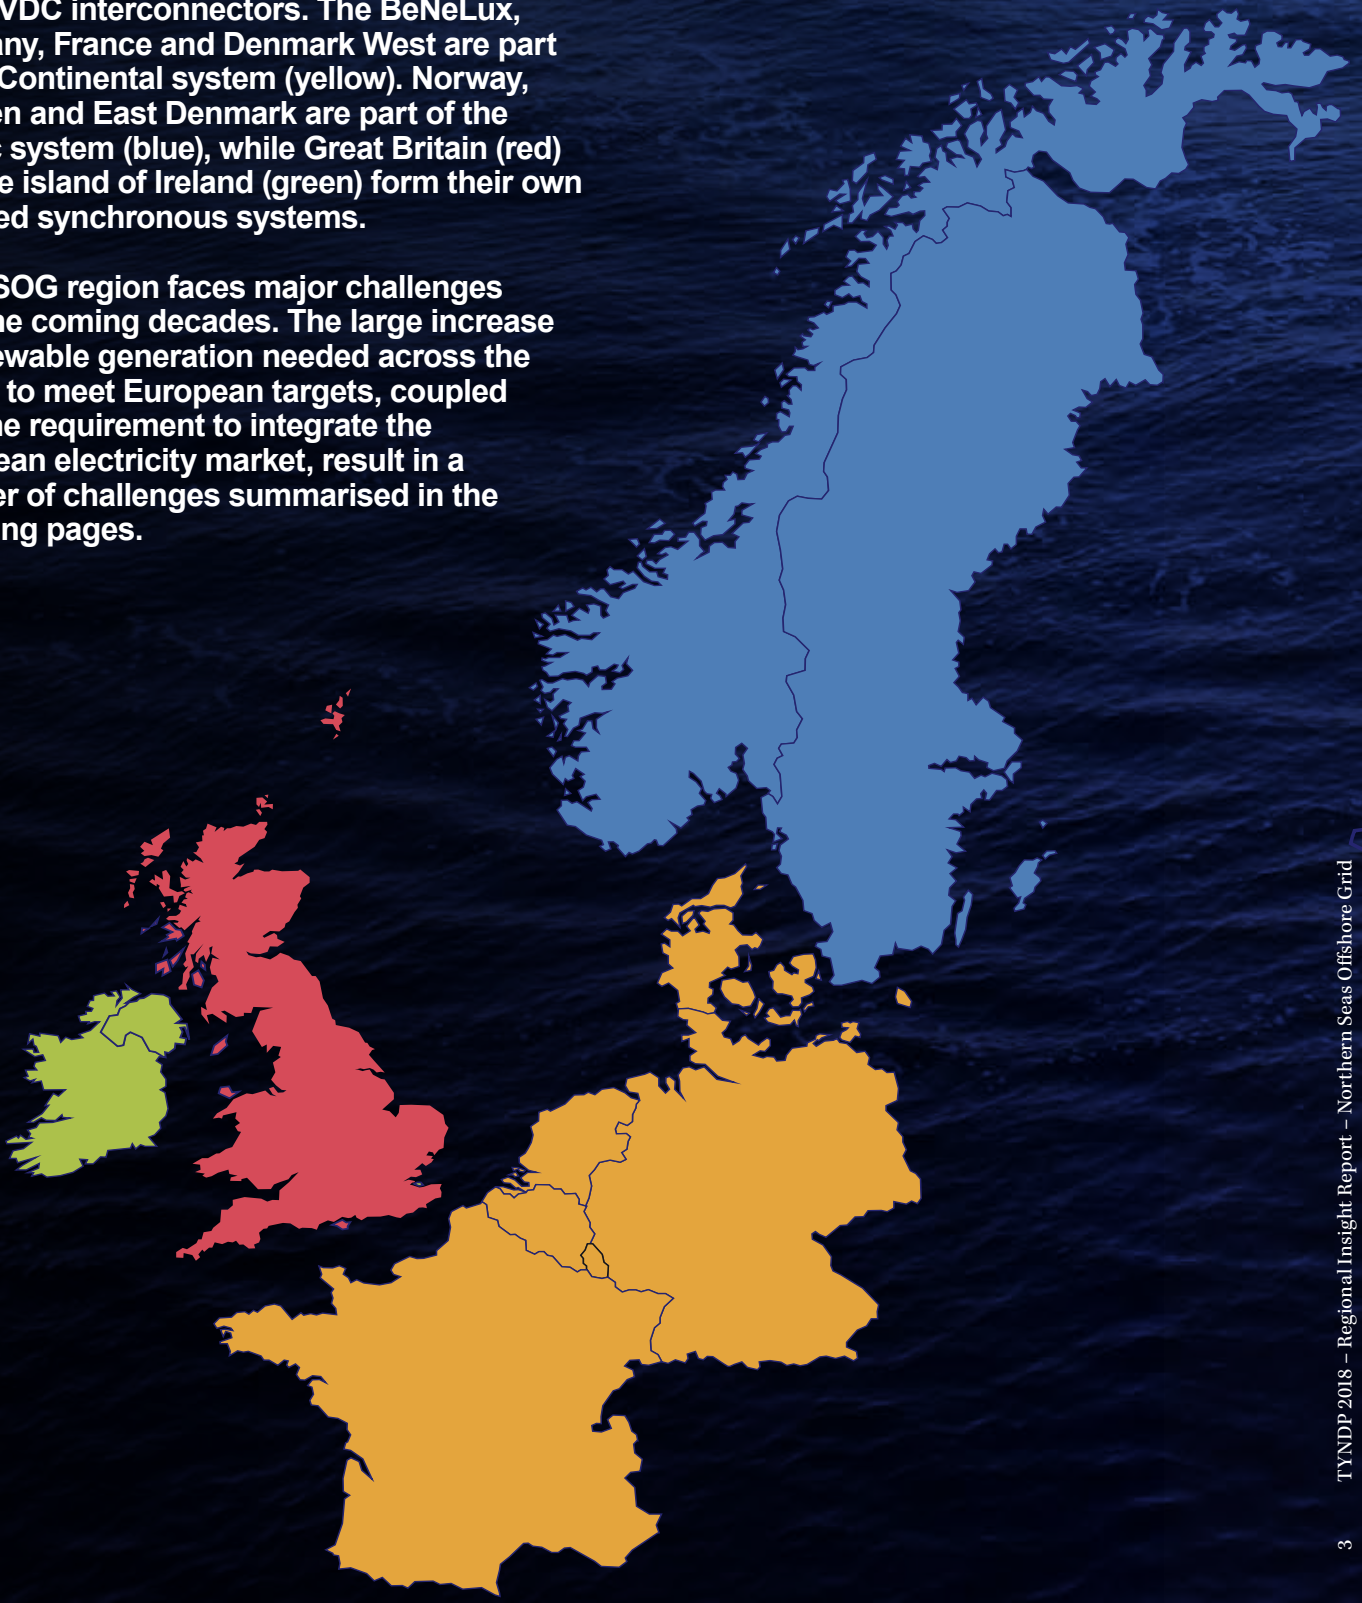 VDC interconnectors. The BeNeLux,
any, France and Denmark West are part
Continental system (yellow). Norway,
en and East Denmark are part of the
c system (blue), while Great Britain (red)
e island of Ireland (green) form their own
ed synchronous systems.
SOG region faces major challenges
ne coming decades. The large increase
ewable generation needed across the
to meet European targets, coupled
he requirement to integrate the
ean electricity market, result in a
er of challenges summarised in the
ng pages.
TYNDP 2018 – Regional Insight Report – Northern Seas Offshore Grid
3